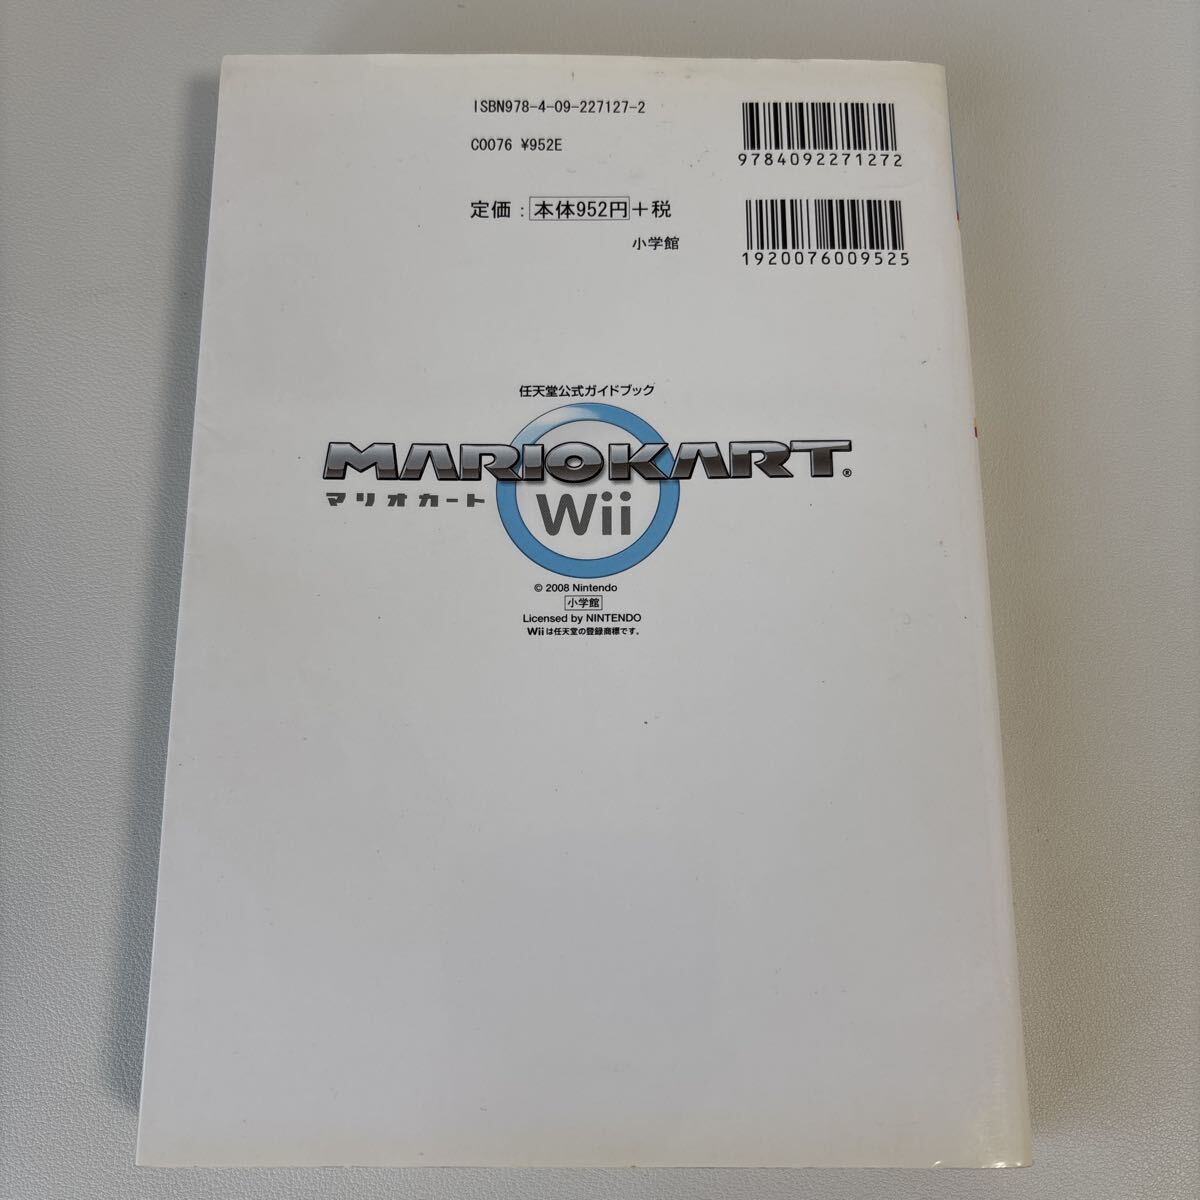 ISBN978-4-09-227127-2
C0076 ¥952E
定価：本体952円+税
小学館
9784092271272
1920076009525
任天堂公式ガイドブック
MARIOKART®
マリオカート
Wii
© 2008 Nintendo
小学館
Licensed by NINTENDO
Wiiは任天堂の登録商標です。